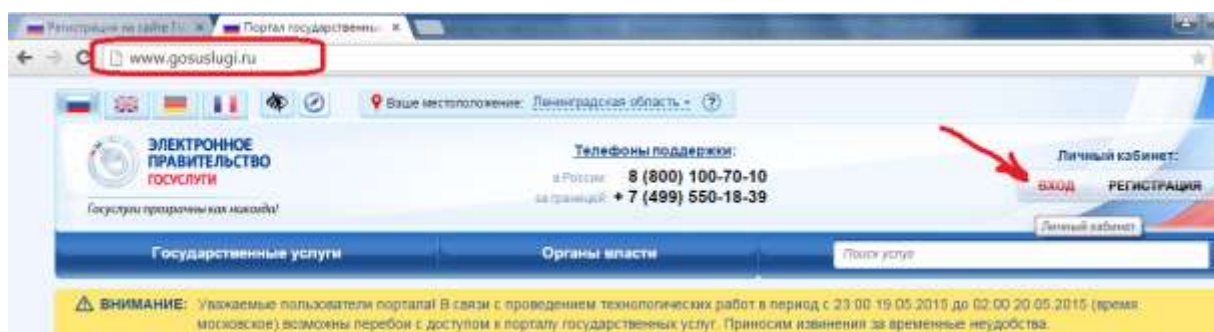 Регистрация на сайте
Портал государственны
www.gosuslugi.ru
Ваше местоположение: Ленинградская область
ЭЛЕКТРОННОЕ
ПРАВИТЕЛЬСТВО
ГОСУСЛУГИ
Госуслуги прозрачны как никогда!
Телефоны поддержки:
в России: 8 (800) 100-70-10
за границей: + 7 (499) 550-18-39
Личный кабинет:
ВХОД РЕГИСТРАЦИЯ
Личный кабинет
Государственные услуги Органы власти Поиск услуг
ВНИМАНИЕ: Уважаемые пользователи портала! В связи с проведением технологических работ в период с 23:00 19.05.2015 до 02:00 20.05.2015 (время
московское) возможны перебои с доступом к порталу государственных услуг. Приносим извинения за временные неудобства.